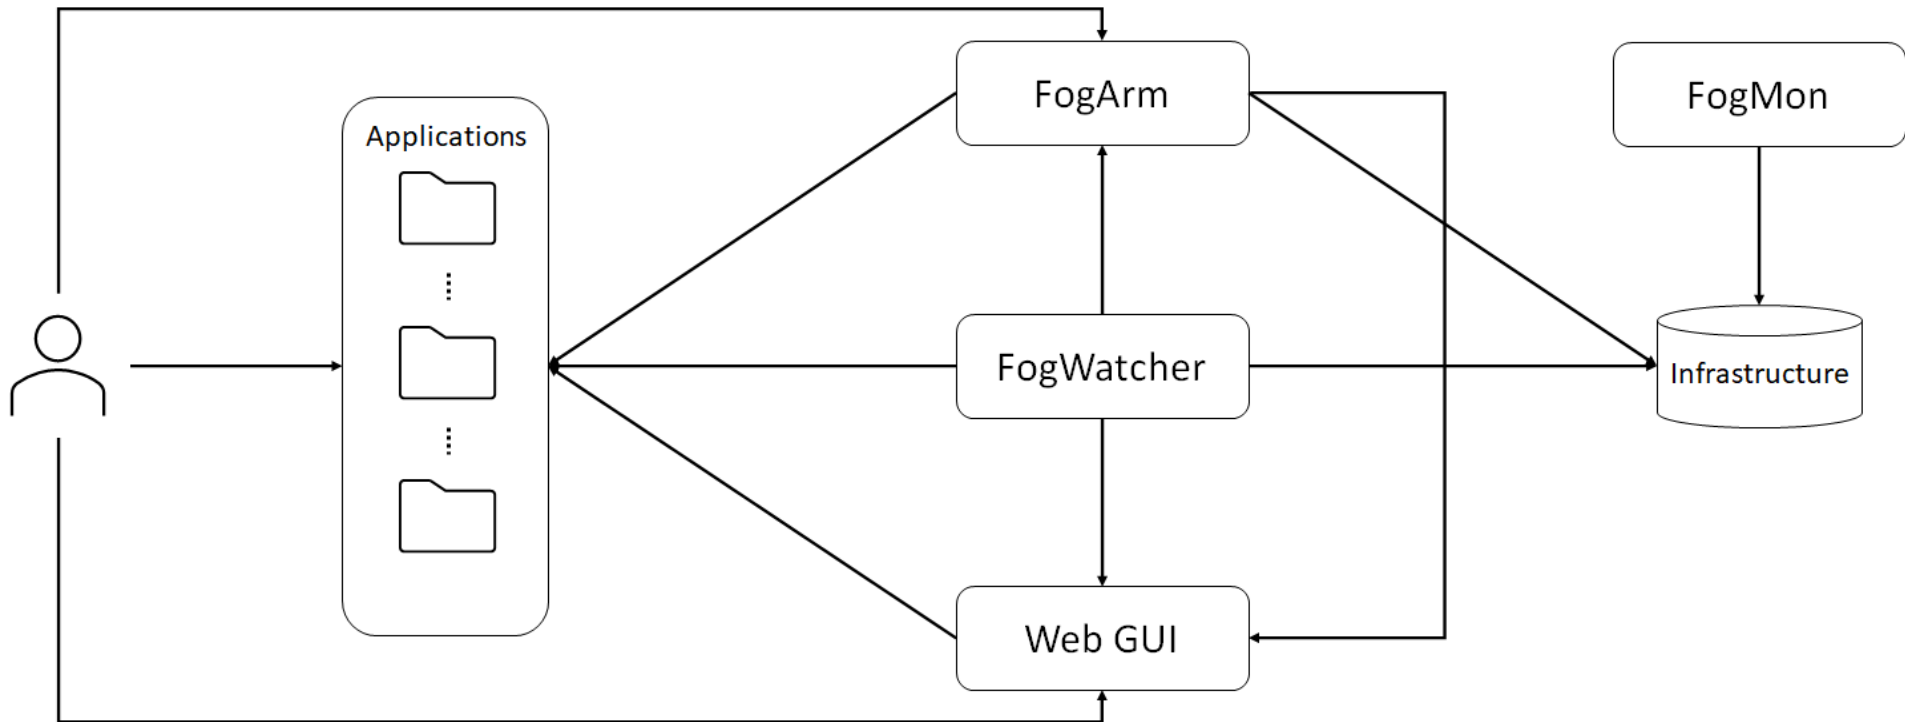 FogArm
FogMon
Applications
FogWatcher
Infrastructure
Web GUI